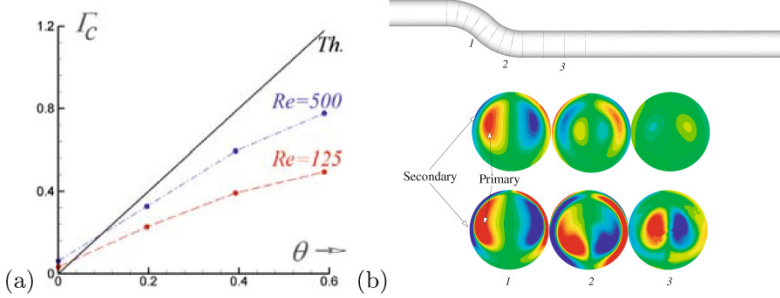 (a)
Γc
1.2
0.8
0.4
0
0
0.2
0.4
0.6
Th.
Re=500
Re=125
θ
(b)
1
2
3
Secondary
Primary
1
2
3